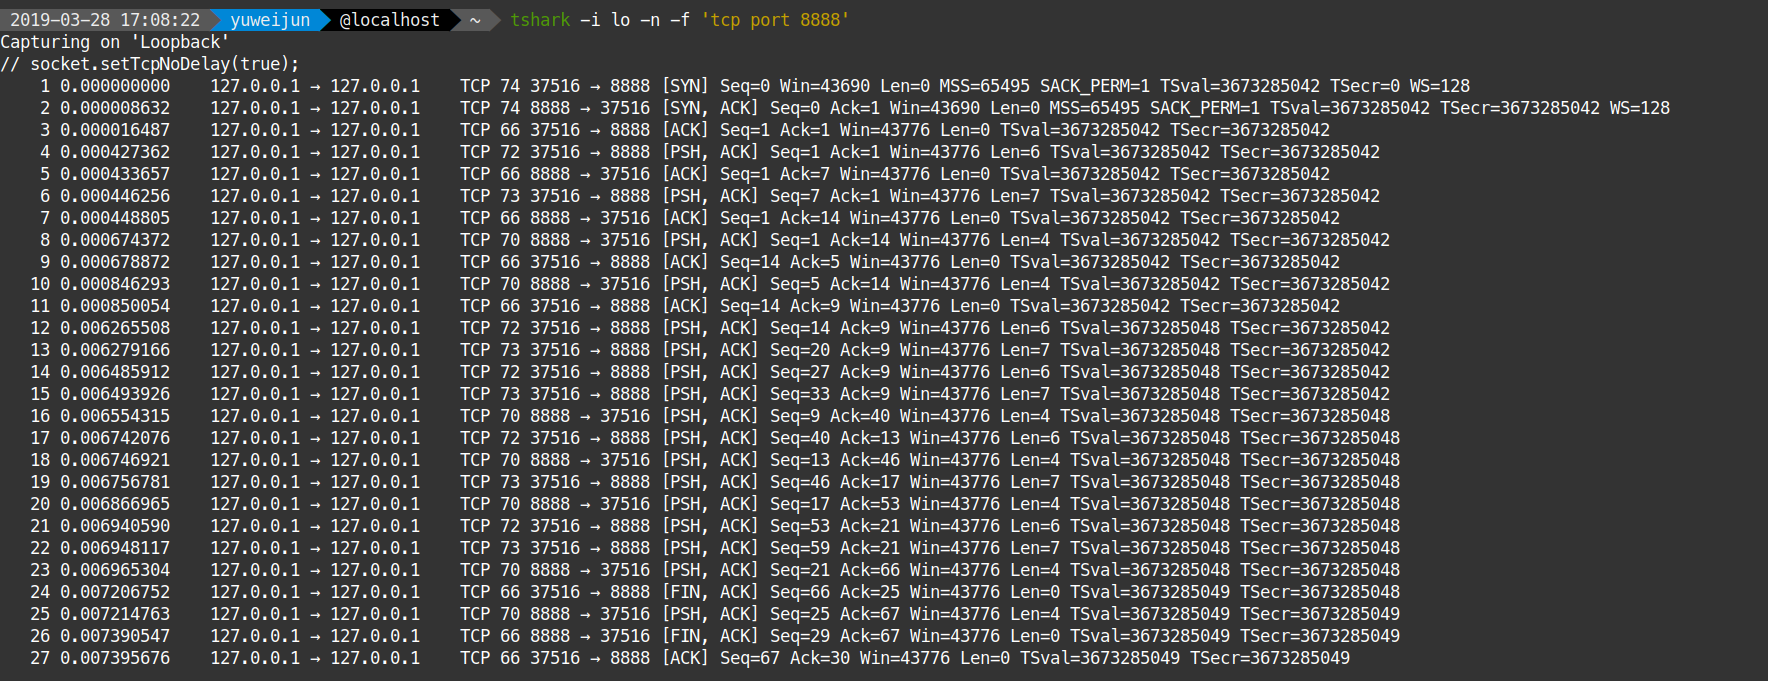 2019-03-28 17:08:22 yuweijun @localhost ~ tshark -i lo -n -f 'tcp port 8888'
Capturing on 'Loopback'
// socket.setTcpNoDelay(true);
1 0.000000000 127.0.0.1 → 127.0.0.1 TCP 74 37516 → 8888 [SYN] Seq=0 Win=43690 Len=0 MSS=65495 SACK_PERM=1 TSval=3673285042 TSecr=0 WS=128
2 0.000008632 127.0.0.1 → 127.0.0.1 TCP 74 8888 → 37516 [SYN, ACK] Seq=0 Ack=1 Win=43690 Len=0 MSS=65495 SACK_PERM=1 TSval=3673285042 TSecr=3673285042 WS=128
3 0.000016487 127.0.0.1 → 127.0.0.1 TCP 66 37516 → 8888 [ACK] Seq=1 Ack=1 Win=43776 Len=0 TSval=3673285042 TSecr=3673285042
4 0.000427362 127.0.0.1 → 127.0.0.1 TCP 72 37516 → 8888 [PSH, ACK] Seq=1 Ack=1 Win=43776 Len=6 TSval=3673285042 TSecr=3673285042
5 0.000433657 127.0.0.1 → 127.0.0.1 TCP 66 8888 → 37516 [ACK] Seq=1 Ack=7 Win=43776 Len=0 TSval=3673285042 TSecr=3673285042
6 0.000446256 127.0.0.1 → 127.0.0.1 TCP 73 37516 → 8888 [PSH, ACK] Seq=7 Ack=1 Win=43776 Len=7 TSval=3673285042 TSecr=3673285042
7 0.000448805 127.0.0.1 → 127.0.0.1 TCP 66 8888 → 37516 [ACK] Seq=1 Ack=14 Win=43776 Len=0 TSval=3673285042 TSecr=3673285042
8 0.000674372 127.0.0.1 → 127.0.0.1 TCP 70 8888 → 37516 [PSH, ACK] Seq=1 Ack=14 Win=43776 Len=4 TSval=3673285042 TSecr=3673285042
9 0.000678872 127.0.0.1 → 127.0.0.1 TCP 66 37516 → 8888 [ACK] Seq=14 Ack=5 Win=43776 Len=0 TSval=3673285042 TSecr=3673285042
10 0.000846293 127.0.0.1 → 127.0.0.1 TCP 70 8888 → 37516 [PSH, ACK] Seq=5 Ack=14 Win=43776 Len=4 TSval=3673285042 TSecr=3673285042
11 0.000850054 127.0.0.1 → 127.0.0.1 TCP 66 37516 → 8888 [ACK] Seq=14 Ack=9 Win=43776 Len=0 TSval=3673285042 TSecr=3673285042
12 0.006265508 127.0.0.1 → 127.0.0.1 TCP 72 37516 → 8888 [PSH, ACK] Seq=14 Ack=9 Win=43776 Len=6 TSval=3673285048 TSecr=3673285042
13 0.006279166 127.0.0.1 → 127.0.0.1 TCP 73 37516 → 8888 [PSH, ACK] Seq=20 Ack=9 Win=43776 Len=7 TSval=3673285048 TSecr=3673285042
14 0.006485912 127.0.0.1 → 127.0.0.1 TCP 72 37516 → 8888 [PSH, ACK] Seq=27 Ack=9 Win=43776 Len=6 TSval=3673285048 TSecr=3673285042
15 0.006493926 127.0.0.1 → 127.0.0.1 TCP 73 37516 → 8888 [PSH, ACK] Seq=33 Ack=9 Win=43776 Len=7 TSval=3673285048 TSecr=3673285042
16 0.006554315 127.0.0.1 → 127.0.0.1 TCP 70 8888 → 37516 [PSH, ACK] Seq=9 Ack=40 Win=43776 Len=4 TSval=3673285048 TSecr=3673285048
17 0.006742076 127.0.0.1 → 127.0.0.1 TCP 72 37516 → 8888 [PSH, ACK] Seq=40 Ack=13 Win=43776 Len=6 TSval=3673285048 TSecr=3673285048
18 0.006746921 127.0.0.1 → 127.0.0.1 TCP 70 8888 → 37516 [PSH, ACK] Seq=13 Ack=46 Win=43776 Len=4 TSval=3673285048 TSecr=3673285048
19 0.006756781 127.0.0.1 → 127.0.0.1 TCP 73 37516 → 8888 [PSH, ACK] Seq=46 Ack=17 Win=43776 Len=7 TSval=3673285048 TSecr=3673285048
20 0.006866965 127.0.0.1 → 127.0.0.1 TCP 70 8888 → 37516 [PSH, ACK] Seq=17 Ack=53 Win=43776 Len=4 TSval=3673285048 TSecr=3673285048
21 0.006940590 127.0.0.1 → 127.0.0.1 TCP 72 37516 → 8888 [PSH, ACK] Seq=53 Ack=21 Win=43776 Len=6 TSval=3673285048 TSecr=3673285048
22 0.006948117 127.0.0.1 → 127.0.0.1 TCP 73 37516 → 8888 [PSH, ACK] Seq=59 Ack=21 Win=43776 Len=7 TSval=3673285048 TSecr=3673285048
23 0.006965304 127.0.0.1 → 127.0.0.1 TCP 70 8888 → 37516 [PSH, ACK] Seq=21 Ack=66 Win=43776 Len=4 TSval=3673285048 TSecr=3673285048
24 0.007206752 127.0.0.1 → 127.0.0.1 TCP 66 37516 → 8888 [FIN, ACK] Seq=66 Ack=25 Win=43776 Len=0 TSval=3673285049 TSecr=3673285048
25 0.007214763 127.0.0.1 → 127.0.0.1 TCP 70 8888 → 37516 [PSH, ACK] Seq=25 Ack=67 Win=43776 Len=4 TSval=3673285049 TSecr=3673285049
26 0.007390547 127.0.0.1 → 127.0.0.1 TCP 66 8888 → 37516 [FIN, ACK] Seq=29 Ack=67 Win=43776 Len=0 TSval=3673285049 TSecr=3673285049
27 0.007395676 127.0.0.1 → 127.0.0.1 TCP 66 37516 → 8888 [ACK] Seq=67 Ack=30 Win=43776 Len=0 TSval=3673285049 TSecr=3673285049